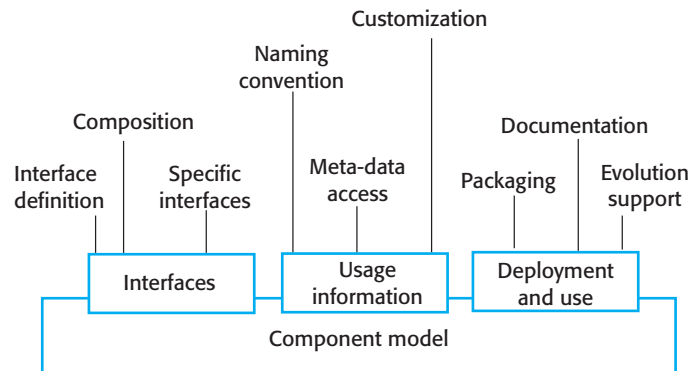 Customization
Naming
convention
Composition
Documentation
Interface
definition
Specific
interfaces
Meta-data
access
Packaging
Evolution
support
Interfaces
Usage
information
Deployment
and use
Component model